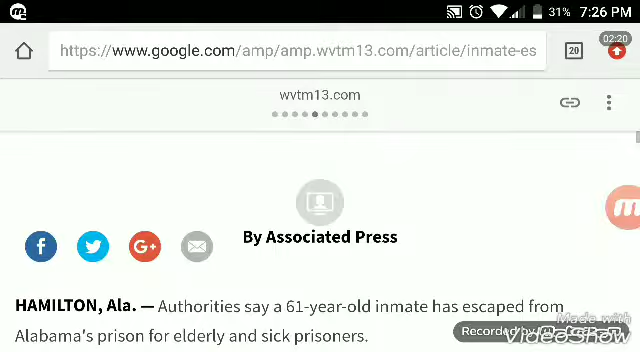 31% 7:26 PM
02:20
https://www.google.com/amp/amp.wvtm13.com/article/inmate-es
20
wvtm13.com
By Associated Press
HAMILTON, Ala. — Authorities say a 61-year-old inmate has escaped from
Alabama's prison for elderly and sick prisoners.
Made with
Recorded by
VideoShow